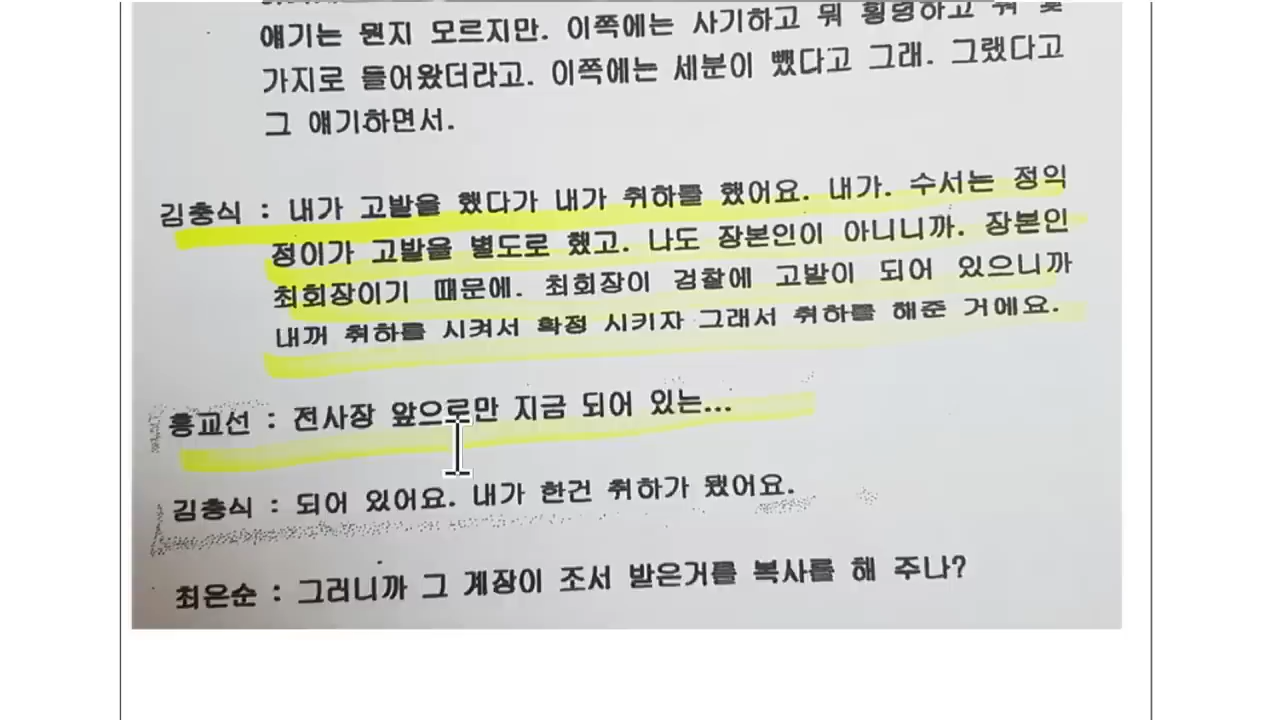 얘기는 뭔지 모르지만. 이쪽에는 사기하고 뭐 횡령하고 뭐 몇
가지로 들어왔더라고. 이쪽에는 세분이 뺐다고 그래. 그랬다고
그 얘기하면서.
김충식 : 내가 고발을 했다가 내가 취하를 했어요. 내가. 수서는 정익
정이가 고발을 별도로 했고. 나도 장본인이 아니니까. 장본인
최회장이기 때문에. 최회장이 검찰에 고발이 되어 있으니까
내꺼 취하를 시켜서 확정 시키자 그래서 취하를 해준 거에요.
홍교선 : 전사장 앞으로만 지금 되어 있는...
김충식 : 되어 있어요. 내가 한건 취하가 됐어요.
최은순 : 그러니까 그 계장이 조서 받은거를 복사를 해 주나?